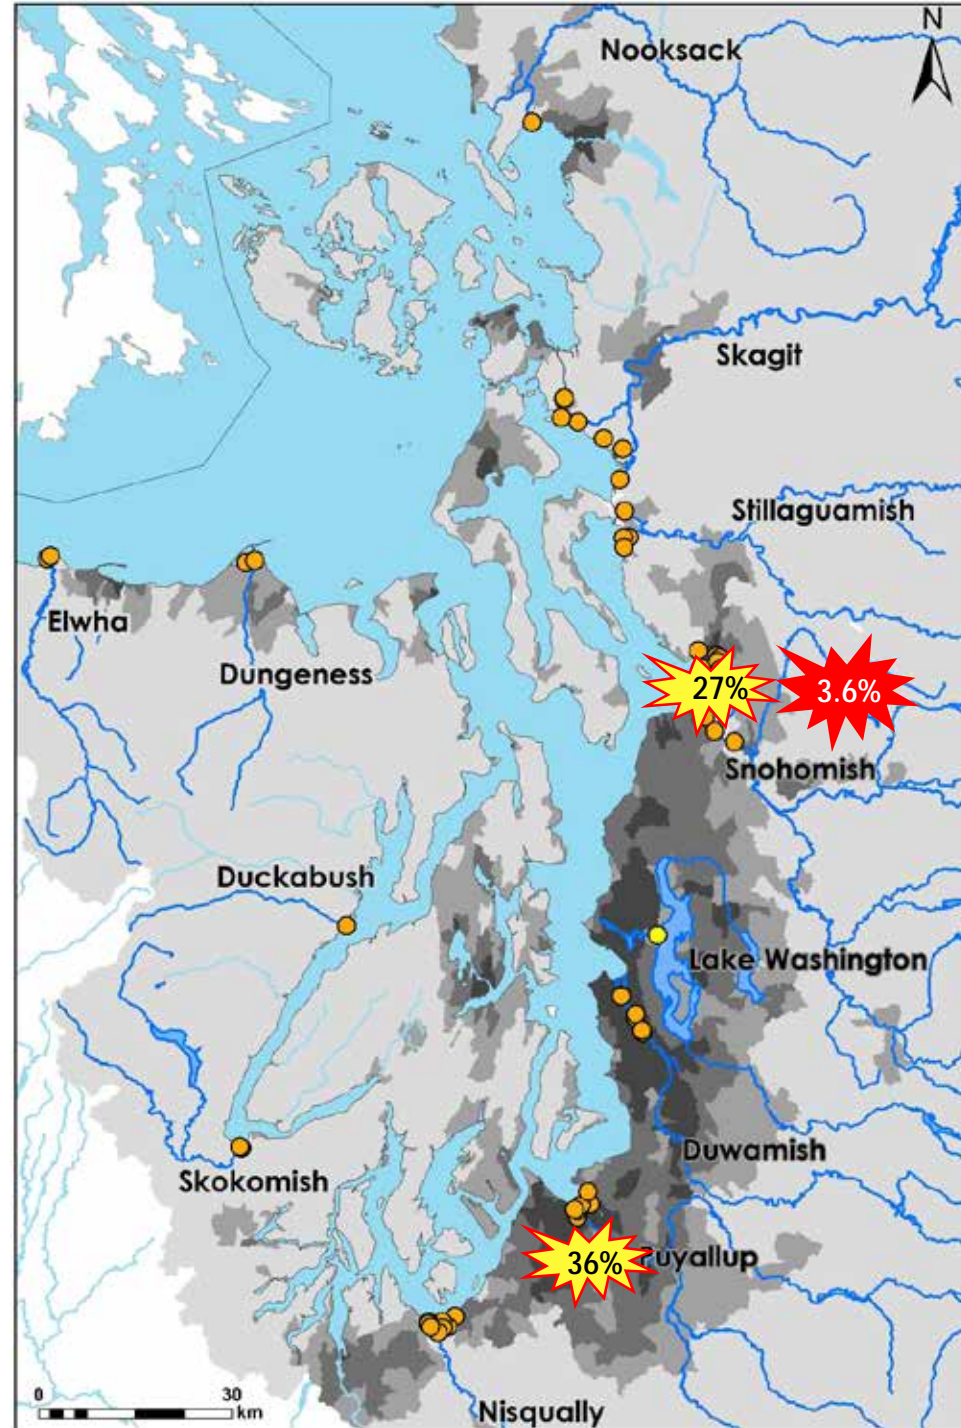 N
Nooksack
Skagit
Stillaguamish
Elwha
Dungeness
27%
3.6%
Snohomish
Duckabush
Lake Washington
Duwamish
Skokomish
36%
Puyallup
0 30
km
Nisqually